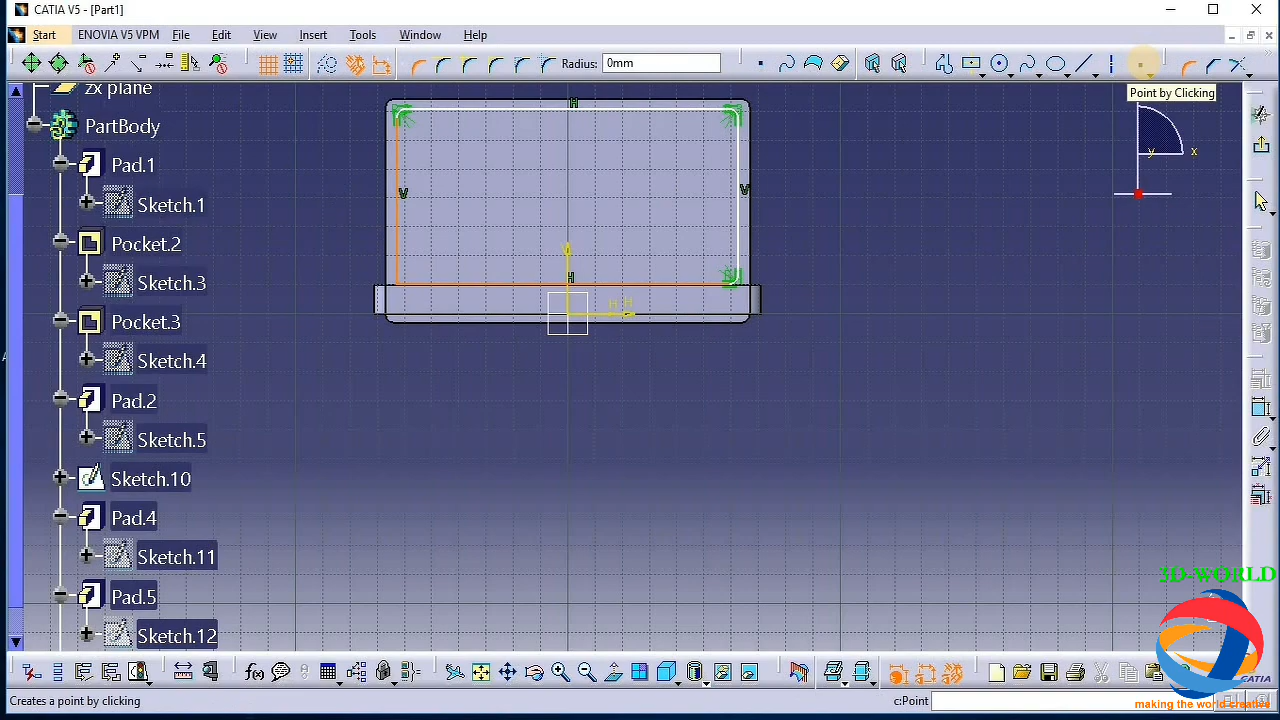 CATIA V5 - [Part1]
Start ENOVIA V5 VPM File Edit View Insert Tools Window Help
Radius: 0mm
Point by Clicking
zx plane
PartBody
Pad.1
Sketch.1
Pocket.2
Sketch.3
Pocket.3
Sketch.4
Pad.2
Sketch.5
Sketch.10
Pad.4
Sketch.11
Pad.5
Sketch.12
H
V
V
H
H H
y x
3D-WORLD
CATIA
making the world creative
Creates a point by clicking
c:Point